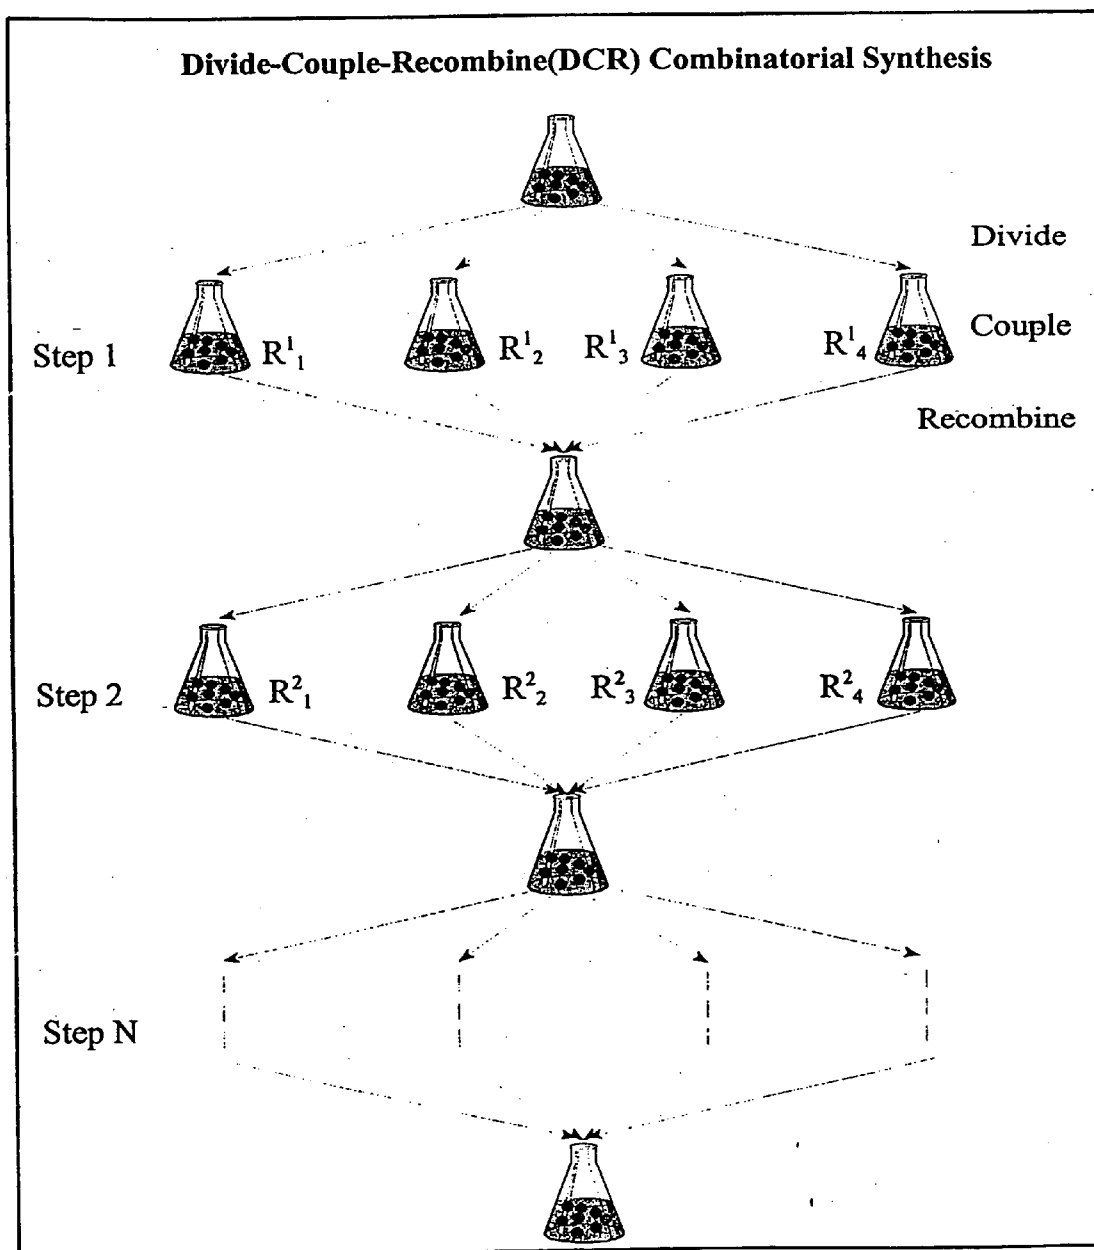 Divide-Couple-Recombine(DCR) Combinatorial Synthesis
Divide
Couple
Step 1
R¹₁
R¹₂
R¹₃
R¹₄
Recombine
Step 2
R²₁
R²₂
R²₃
R²₄
Step N